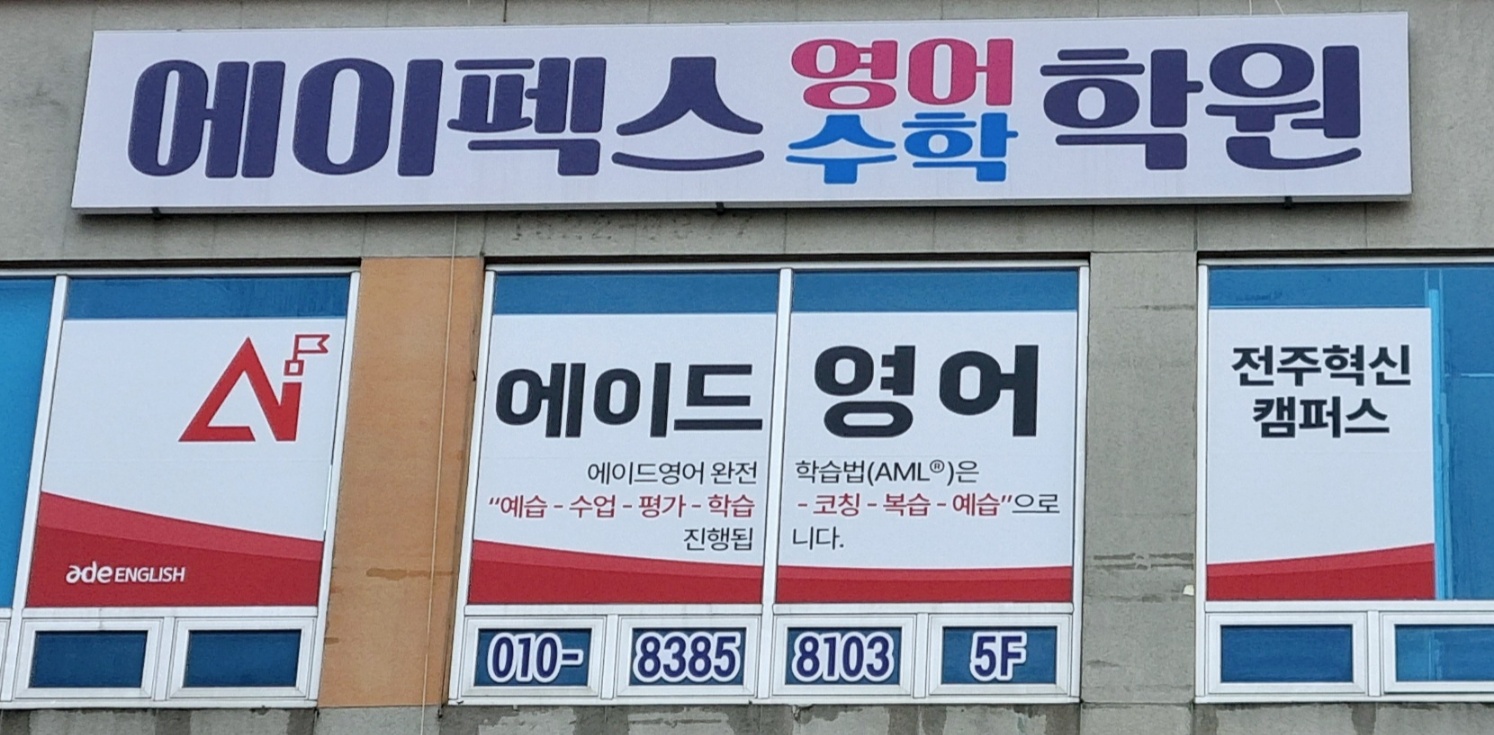 에이펙스 영어 수학 학원
에이드 영어
전주혁신
캠퍼스
에이드영어 완전 학습법(AML®)은
“예습 - 수업 - 평가 - 학습 - 코칭 - 복습 - 예습”으로
진행됩니다.
ade ENGLISH
010- 8385 8103 5F